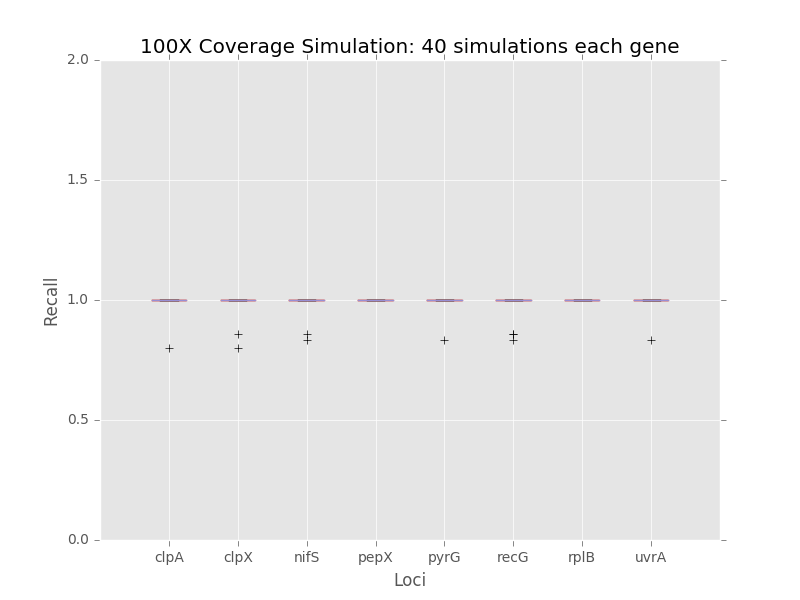 100X Coverage Simulation: 40 simulations each gene
2.0
1.5
1.0
0.5
0.0
Recall
clpA clpX nifS pepX pyrG recG rplB uvrA
Loci